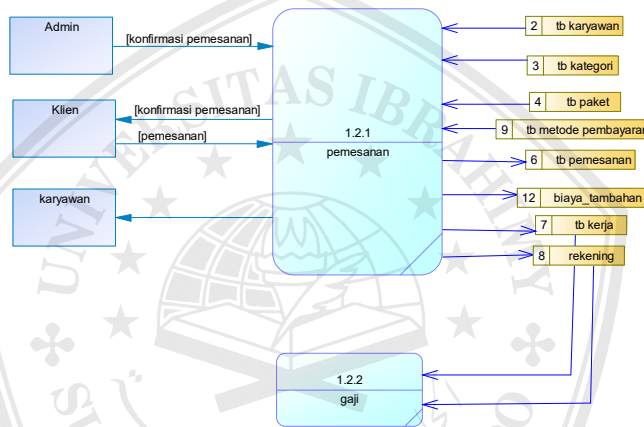 Admin
[konfirmasi pemesanan]
Klien
[konfirmasi pemesanan]
[pemesanan]
karyawan
1.2.1
pemesanan
2 tb karyawan
3 tb kategori
4 tb paket
9 tb metode pembayaran
6 tb pemesanan
12 biaya_tambahan
7 tb kerja
8 rekening
1.2.2
gaji
UNIVERSITAS IBRAHIMY